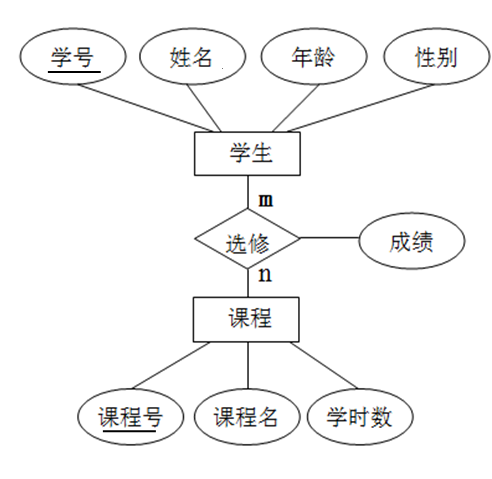 学号 姓名 年龄 性别
学生
m
选修 成绩
n
课程
课程号 课程名 学时数